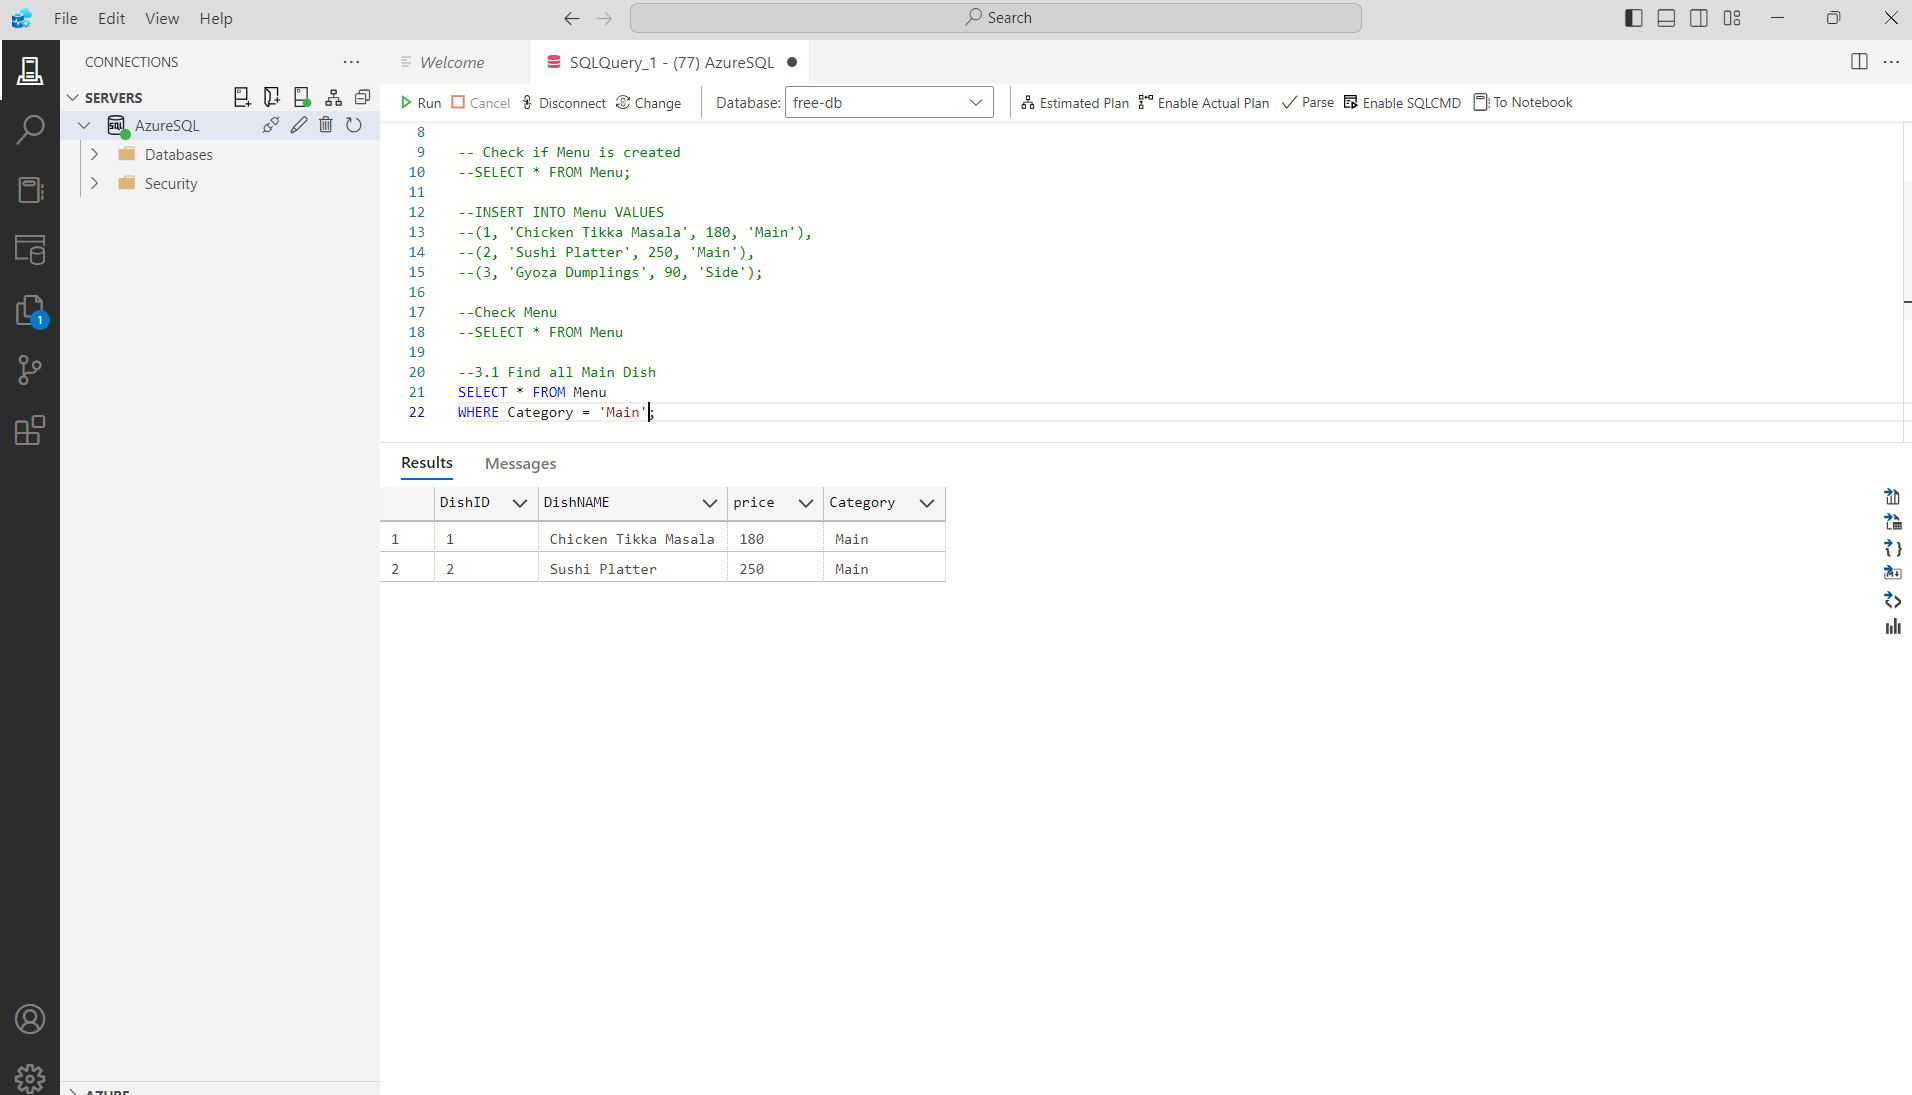 File Edit View Help
Search
CONNECTIONS
SERVERS
AzureSQL
Databases
Security
1
AZURE
Welcome
SQLQuery_1 - (77) AzureSQL
Run Cancel Disconnect Change Database: free-db Estimated Plan Enable Actual Plan Parse Enable SQLCMD To Notebook
8
9 -- Check if Menu is created
10 --SELECT * FROM Menu;
11
12 --INSERT INTO Menu VALUES
13 --(1, 'Chicken Tikka Masala', 180, 'Main'),
14 --(2, 'Sushi Platter', 250, 'Main'),
15 --(3, 'Gyoza Dumplings', 90, 'Side');
16
17 --Check Menu
18 --SELECT * FROM Menu
19
20 --3.1 Find all Main Dish
21 SELECT * FROM Menu
22 WHERE Category = 'Main';
Results Messages
DishID DishNAME price Category
1 1 Chicken Tikka Masala 180 Main
2 2 Sushi Platter 250 Main